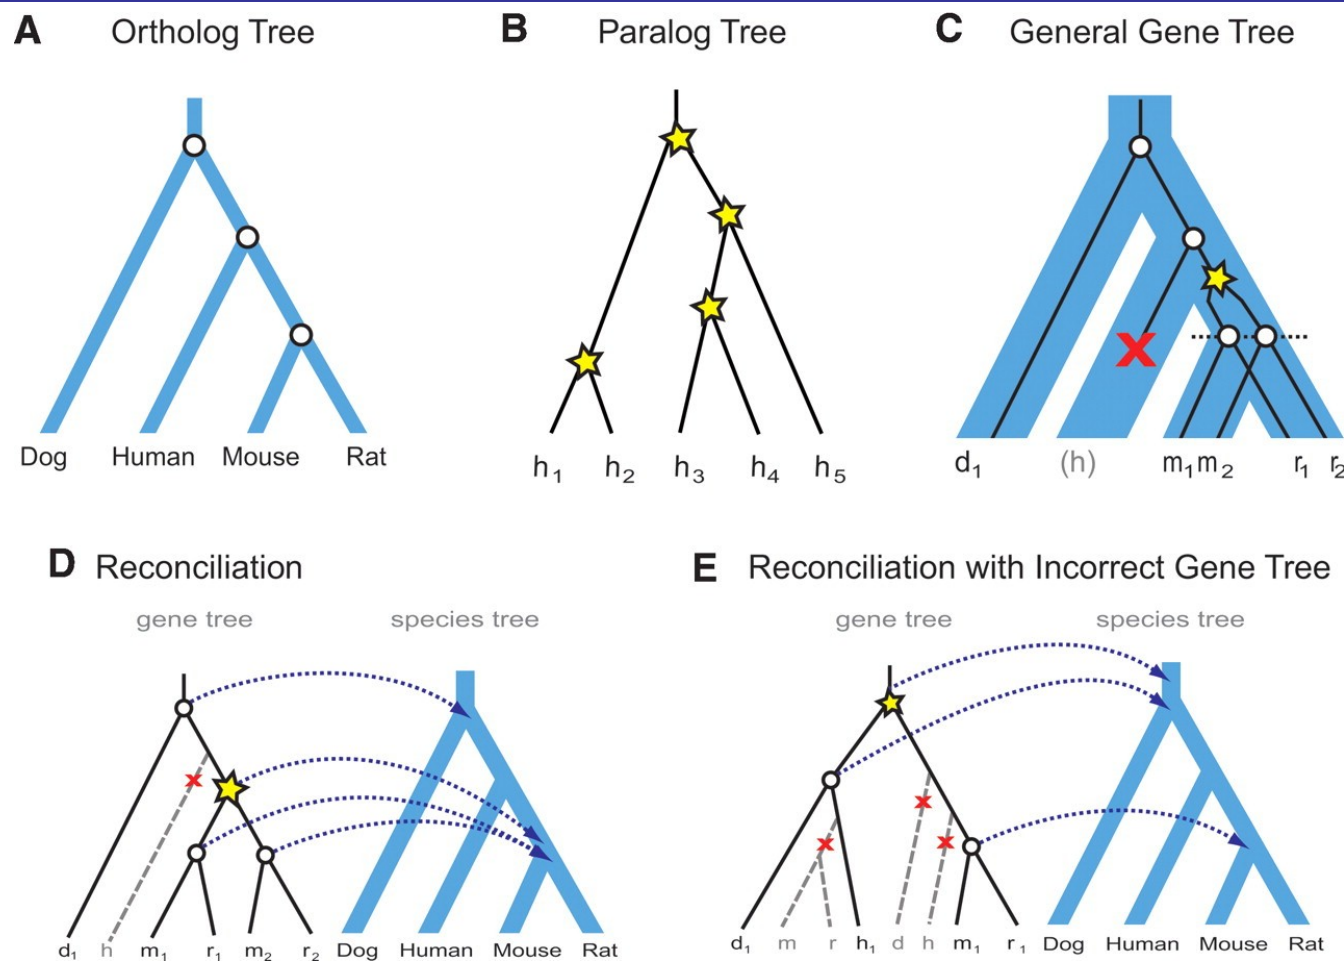 A Ortholog Tree
B Paralog Tree
C General Gene Tree
Dog Human Mouse Rat
h1 h2 h3 h4 h5
d1 (h) m1 m2 r1 r2
D Reconciliation
gene tree species tree
d1 h m1 r1 m2 r2 Dog Human Mouse Rat
E Reconciliation with Incorrect Gene Tree
gene tree species tree
d1 m r h1 d h m1 r1 Dog Human Mouse Rat